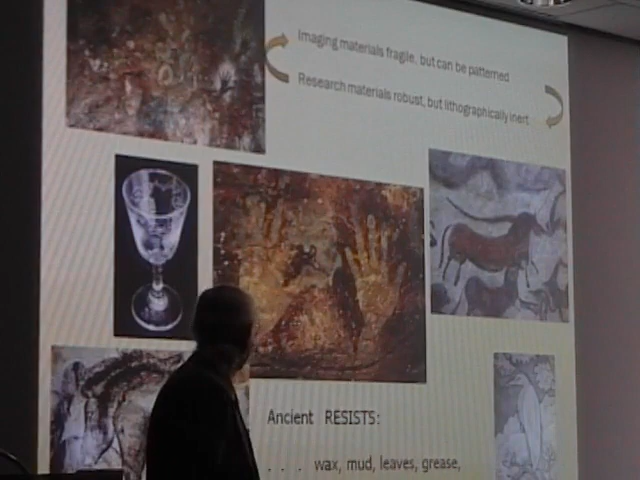 Imaging materials fragile, but can be patterned
Research materials robust, but lithographically inert
Ancient RESISTS:
. . . wax, mud, leaves, grease,